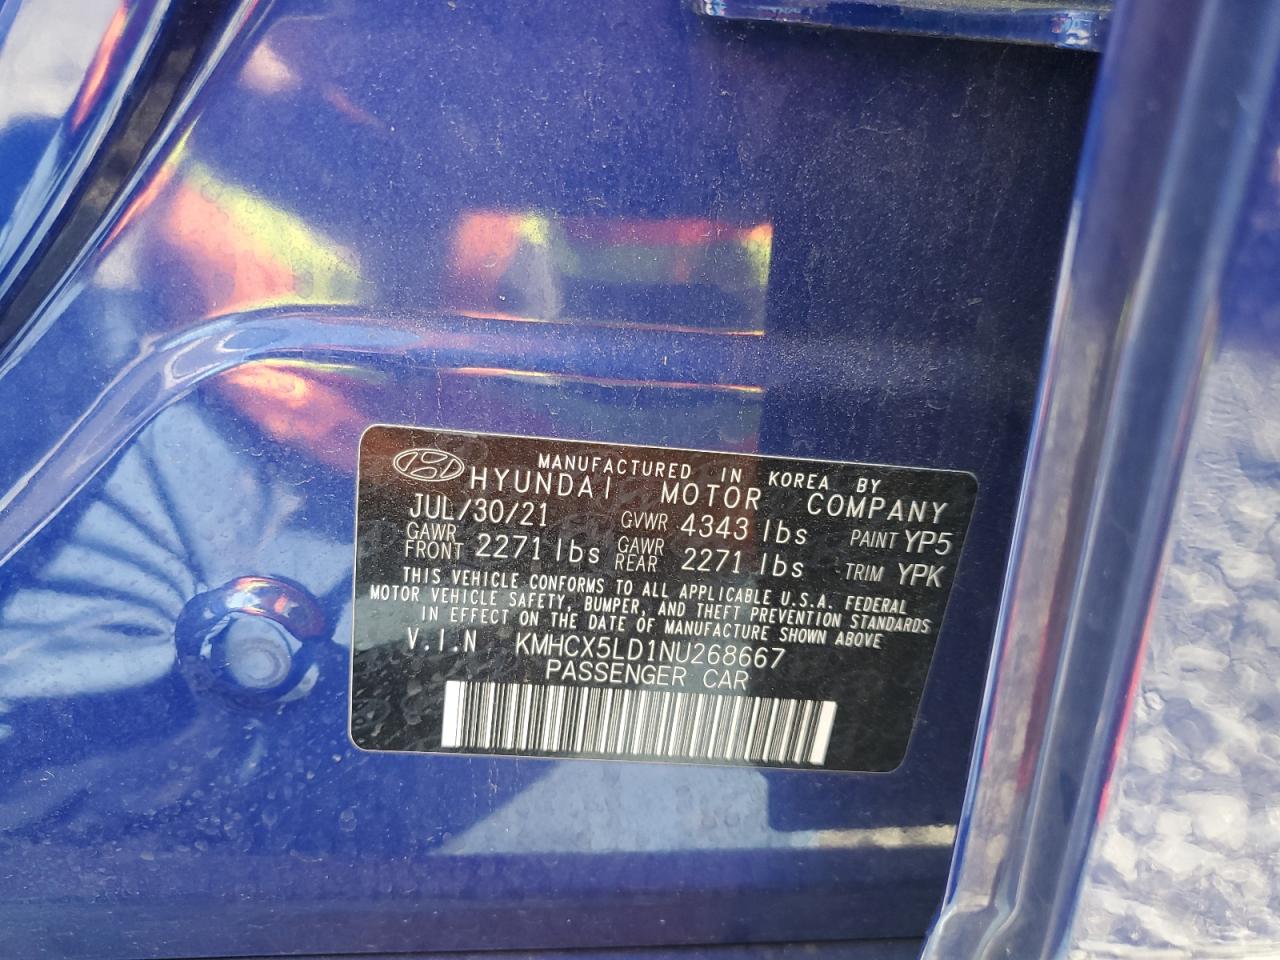 MANUFACTURED IN KOREA BY
HYUNDAI MOTOR COMPANY
JUL/30/21 GVWR 4343 lbs PAINT YP5
GAWR FRONT 2271 lbs GAWR REAR 2271 lbs TRIM YPK
THIS VEHICLE CONFORMS TO ALL APPLICABLE U.S.A. FEDERAL
MOTOR VEHICLE SAFETY, BUMPER, AND THEFT PREVENTION STANDARDS
IN EFFECT ON THE DATE OF MANUFACTURE SHOWN ABOVE
V.I.N KMHCX5LD1NU268667
PASSENGER CAR